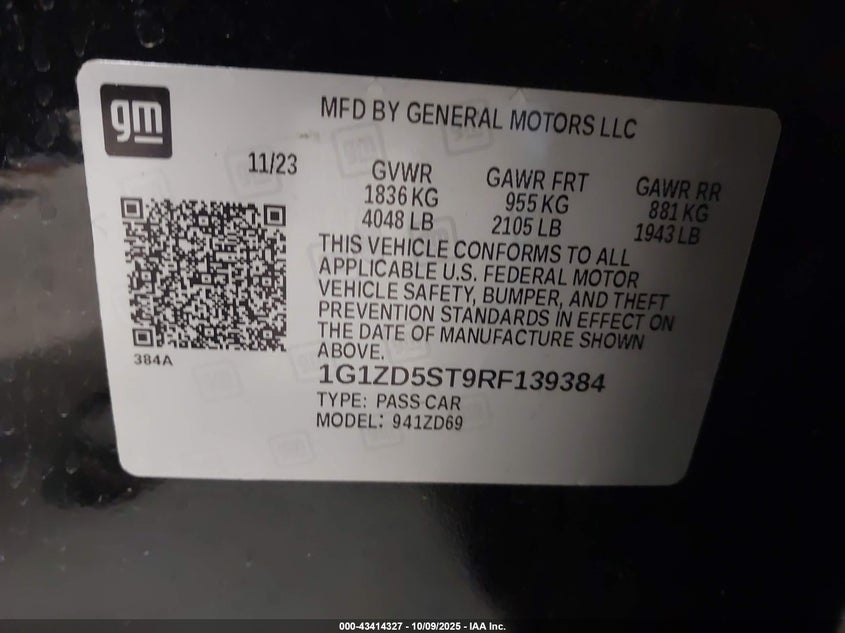 gm
MFD BY GENERAL MOTORS LLC
11/23
GVWR
1836 KG
4048 LB
GAWR FRT
955 KG
2105 LB
GAWR RR
881 KG
1943 LB
THIS VEHICLE CONFORMS TO ALL
APPLICABLE U.S. FEDERAL MOTOR
VEHICLE SAFETY, BUMPER, AND THEFT
PREVENTION STANDARDS IN EFFECT ON
THE DATE OF MANUFACTURE SHOWN
ABOVE.
384A
1G1ZD5ST9RF139384
TYPE: PASS CAR
MODEL: 941ZD69
000-43414327 - 10/09/2025 - IAA Inc.